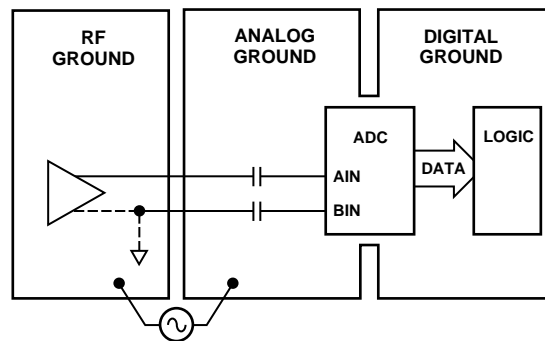 RF
GROUND
ANALOG
GROUND
DIGITAL
GROUND
ADC
LOGIC
DATA
AIN
BIN